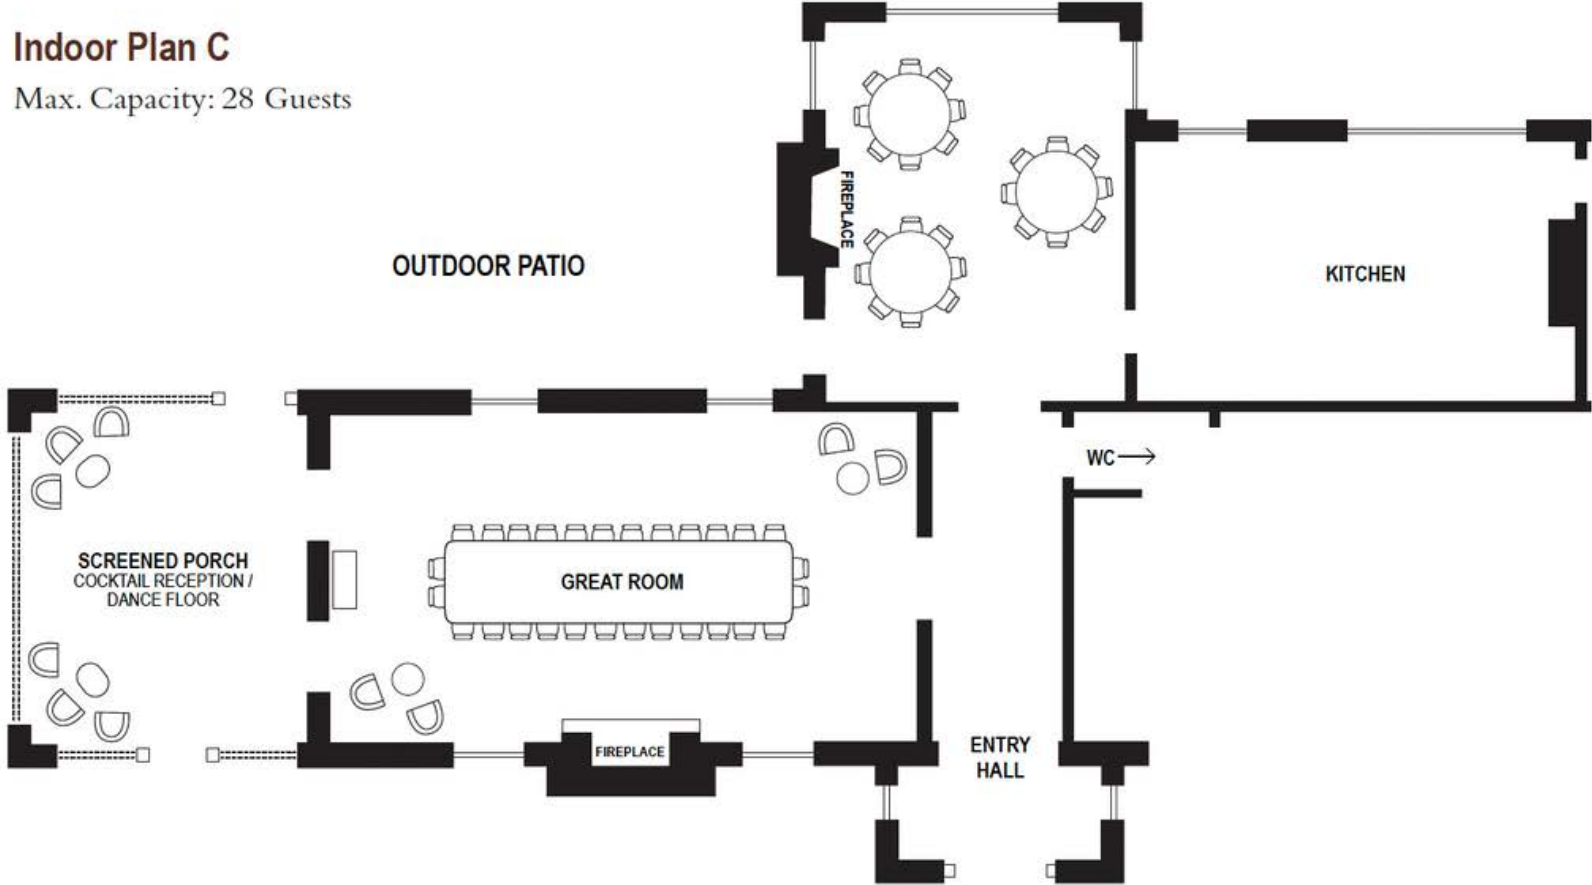 Indoor Plan C
Max. Capacity: 28 Guests
FIREPLACE
OUTDOOR PATIO
KITCHEN
WC
SCREENED PORCH
COCKTAIL RECEPTION /
DANCE FLOOR
GREAT ROOM
FIREPLACE
ENTRY
HALL